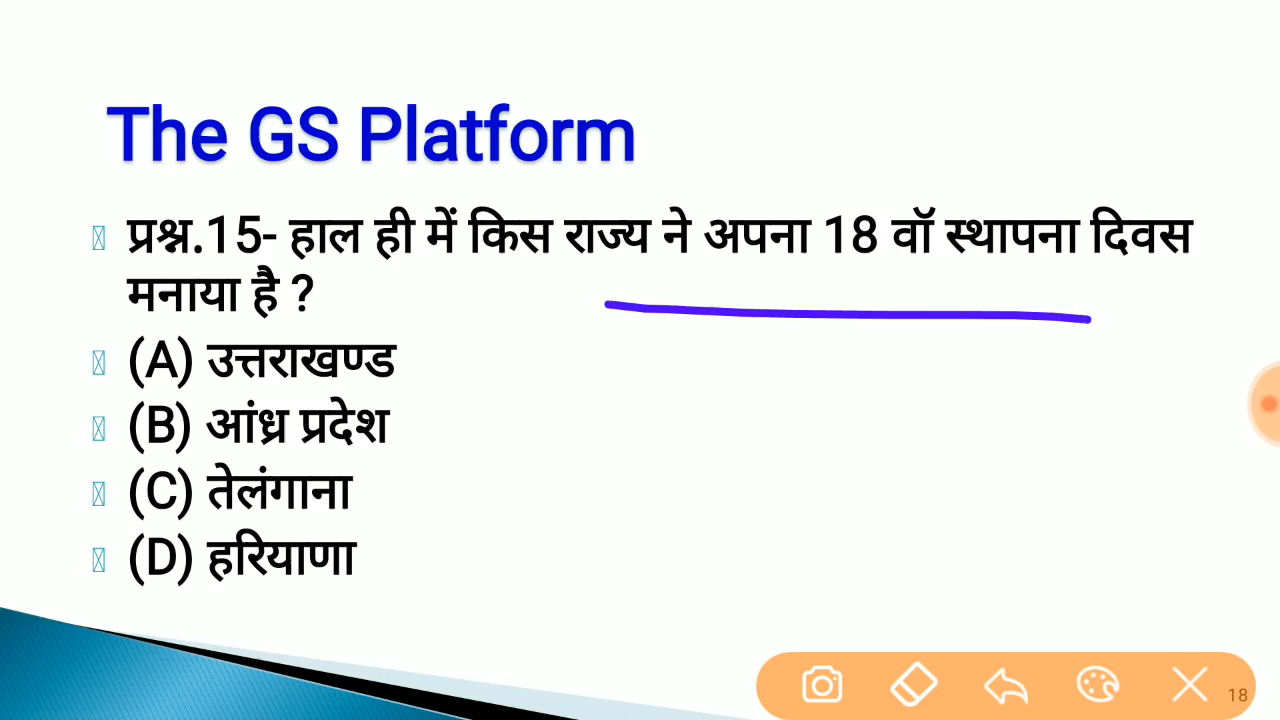 The GS Platform
प्रश्न.15- हाल ही में किस राज्य ने अपना 18 वॉ स्थापना दिवस
मनाया है ?
(A) उत्तराखण्ड
(B) आंध्र प्रदेश
(C) तेलंगाना
(D) हरियाणा
18